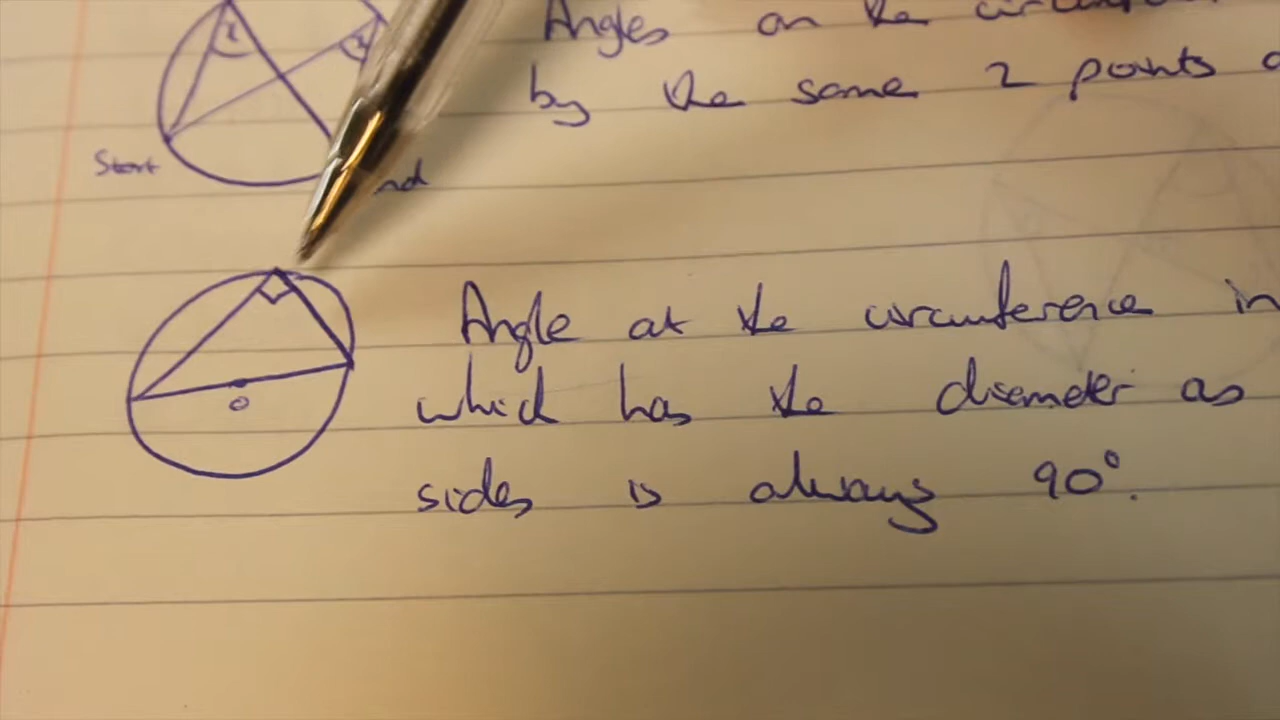 Angles on the
by the same 2 points
Start
Angle at the circumference in
which has the diameter as
sides is always 90°.
o